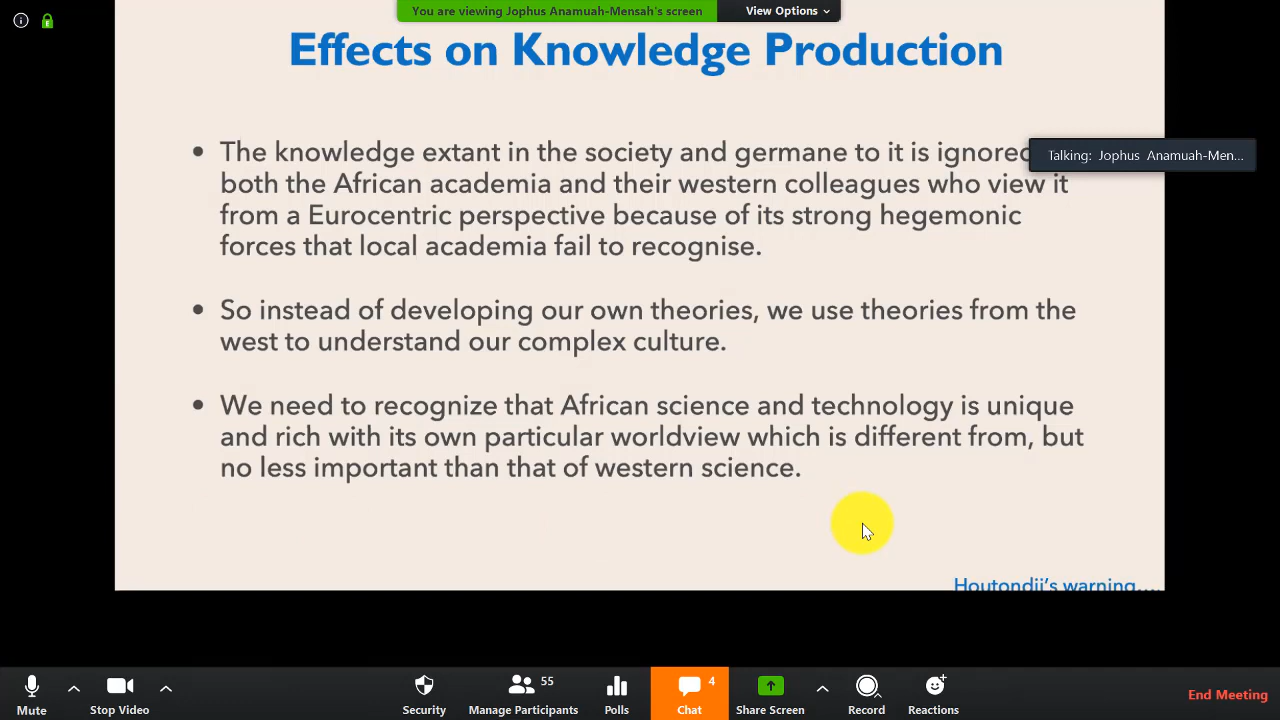 You are viewing Jophus Anamuah-Mensah's screen
View Options
Effects on Knowledge Production
• The knowledge extant in the society and germane to it is ignored
Talking: Jophus Anamuah-Men...
both the African academia and their western colleagues who view it
from a Eurocentric perspective because of its strong hegemonic
forces that local academia fail to recognise.
• So instead of developing our own theories, we use theories from the
west to understand our complex culture.
• We need to recognize that African science and technology is unique
and rich with its own particular worldview which is different from, but
no less important than that of western science.
Houtondji's warning....
55
4
Mute
Stop Video
Security
Manage Participants
Polls
Chat
Share Screen
Record
Reactions
End Meeting